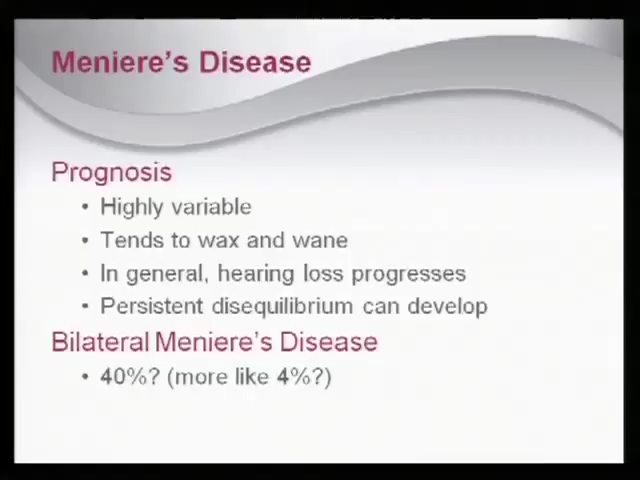 Meniere's Disease
Prognosis
• Highly variable
• Tends to wax and wane
• In general, hearing loss progresses
• Persistent disequilibrium can develop
Bilateral Meniere's Disease
• 40%? (more like 4%?)